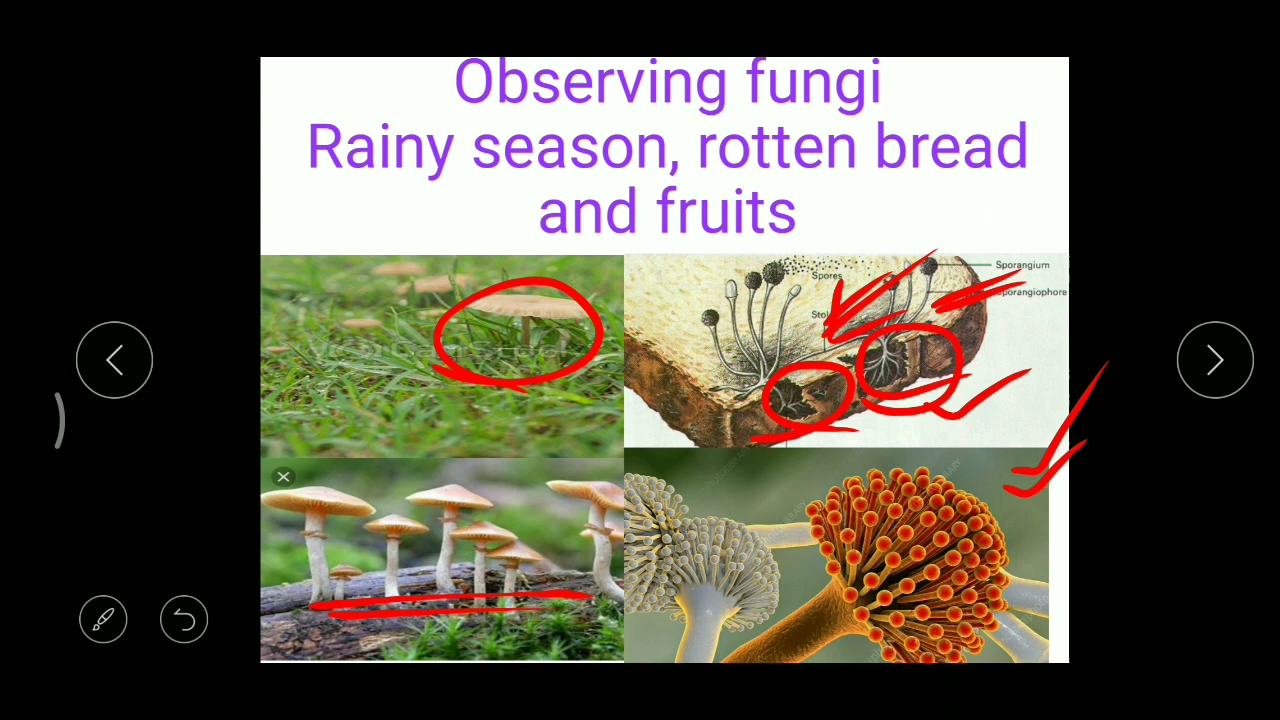 Observing fungi
Rainy season, rotten bread
and fruits
Spores
Sporangium
Sporangiophore